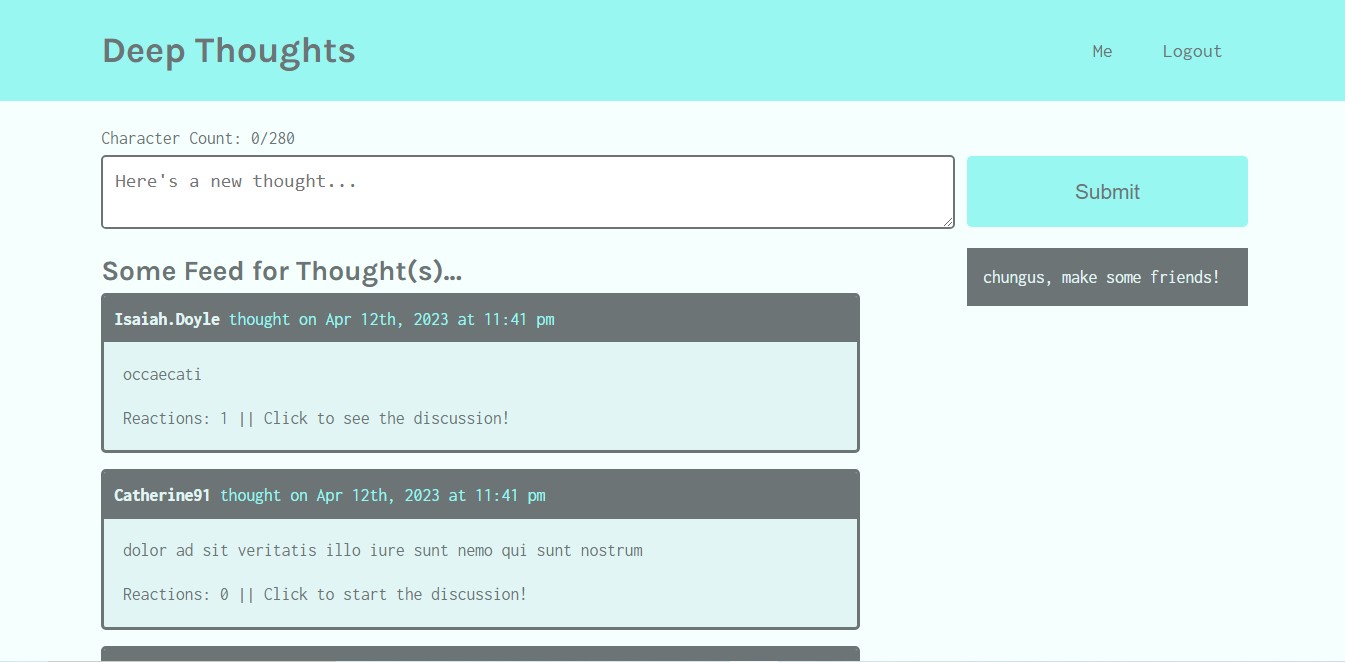 Deep Thoughts
Me
Logout
Character Count: 0/280
Here's a new thought...
Submit
chungus, make some friends!
Some Feed for Thought(s)...
Isaiah.Doyle thought on Apr 12th, 2023 at 11:41 pm
occaecati
Reactions: 1 || Click to see the discussion!
Catherine91 thought on Apr 12th, 2023 at 11:41 pm
dolor ad sit veritatis illo iure sunt nemo qui sunt nostrum
Reactions: 0 || Click to start the discussion!